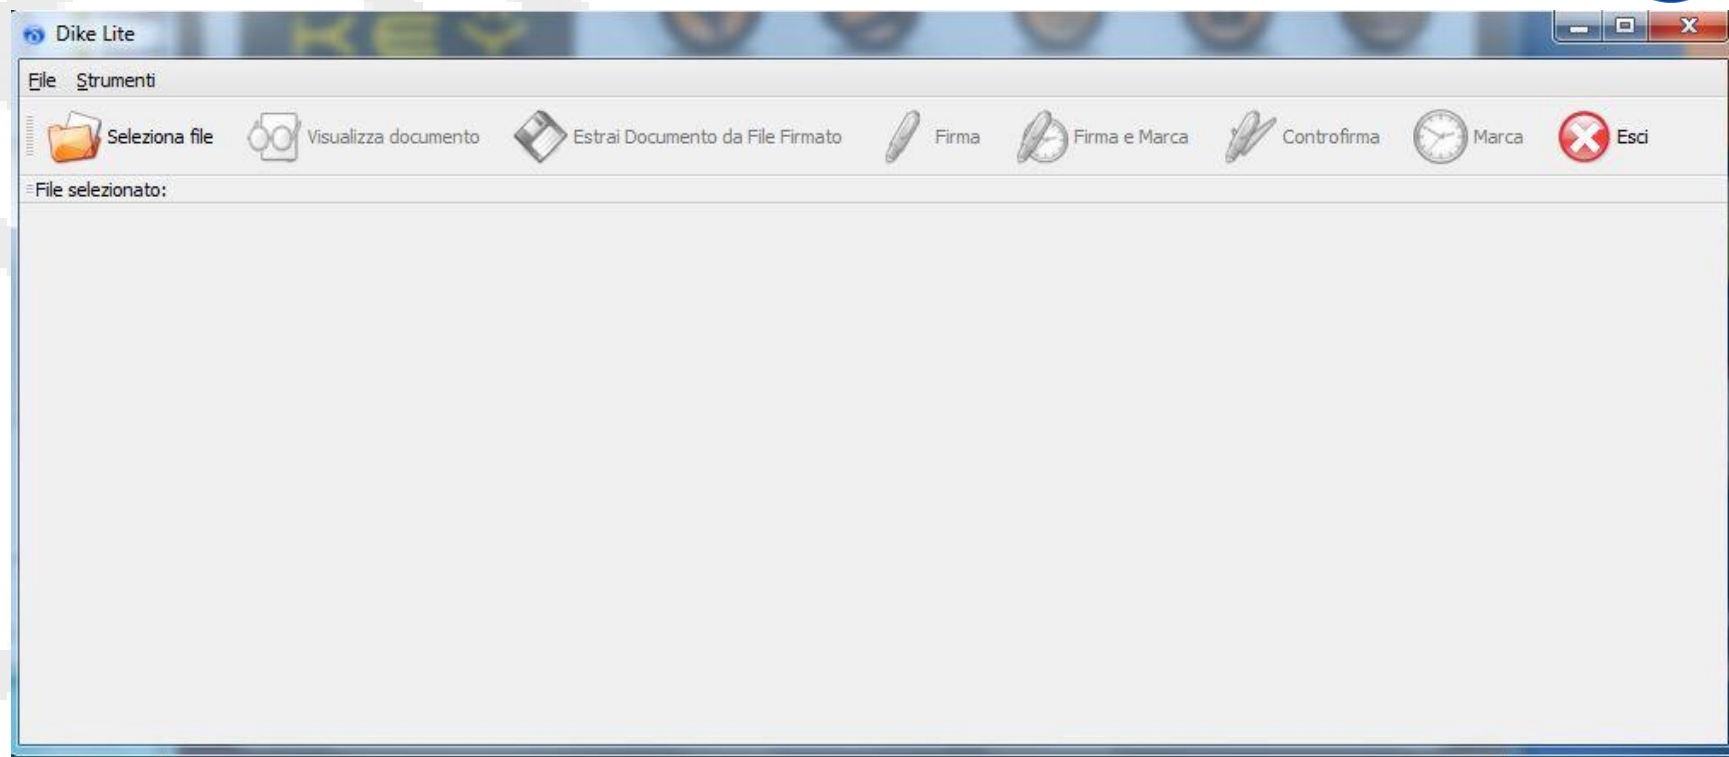 KEY
Dike Lite
File Strumenti
Seleziona file Visualizza documento Estrai Documento da File Firmato Firma Firma e Marca Controfirma Marca Esci
File selezionato: